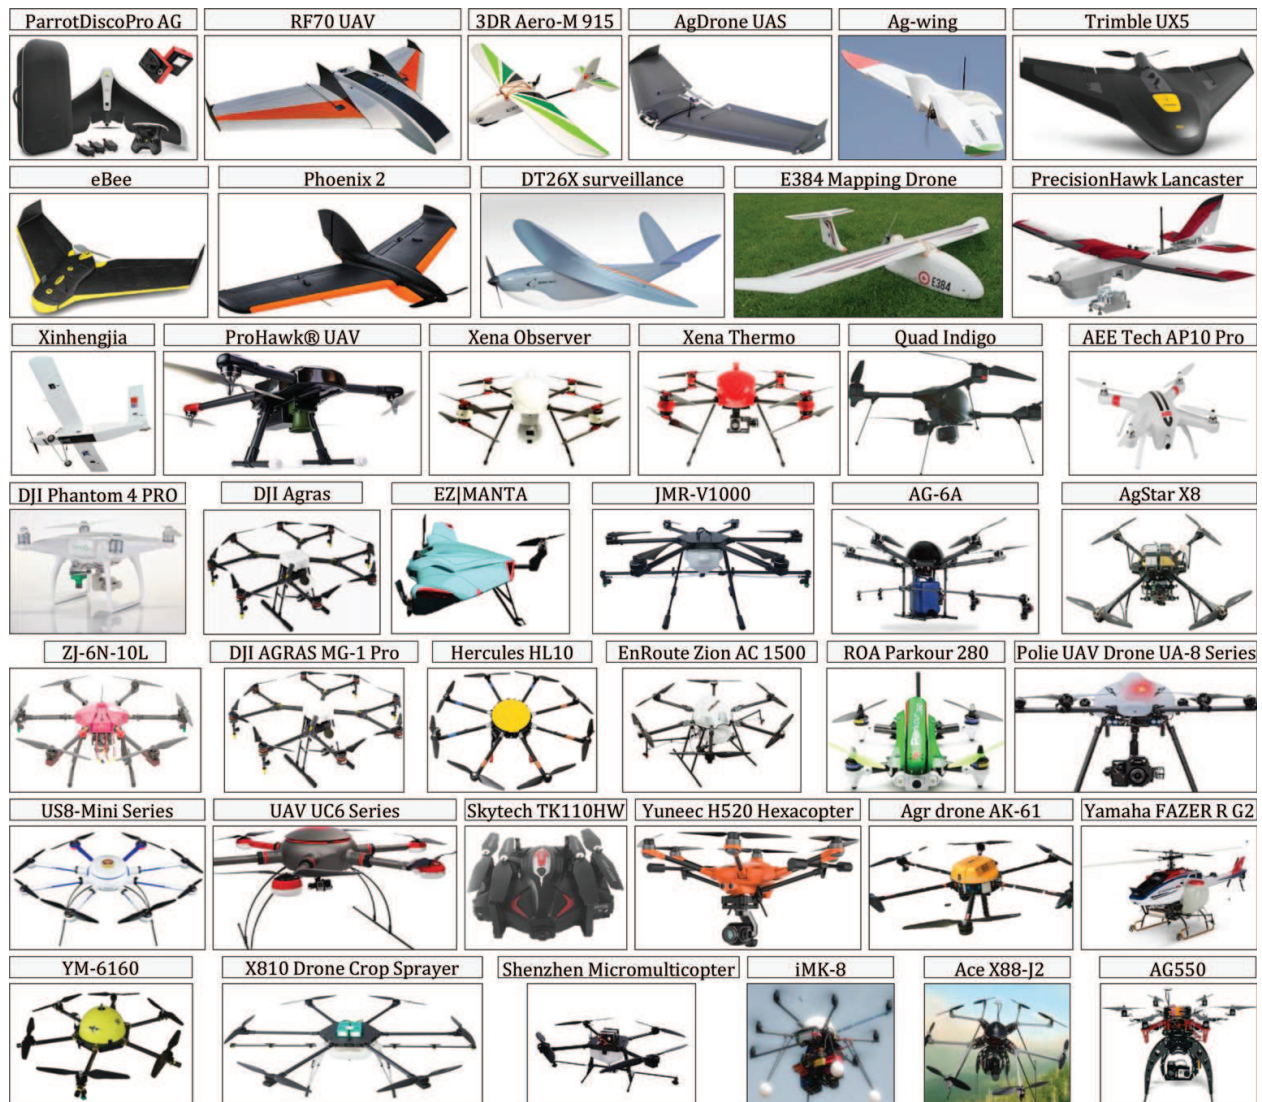 ParrotDiscoPro AG
RF70 UAV
3DR Aero-M 915
AgDrone UAS
Ag-wing
Trimble UX5
eBee
Phoenix 2
DT26X surveillance
E384 Mapping Drone
PrecisionHawk Lancaster
E384
Xinhengjia
ProHawk® UAV
Xena Observer
Xena Thermo
Quad Indigo
AEE Tech AP10 Pro
DJI Phantom 4 PRO
DJI Agras
EZ|MANTA
JMR-V1000
AG-6A
AgStar X8
ZJ-6N-10L
DJI AGRAS MG-1 Pro
Hercules HL10
EnRoute Zion AC 1500
ROA Parkour 280
Polie UAV Drone UA-8 Series
US8-Mini Series
UAV UC6 Series
Skytech TK110HW
Yuneec H520 Hexacopter
Agr drone AK-61
Yamaha FAZER R G2
YM-6160
X810 Drone Crop Sprayer
Shenzhen Micromulticopter
iMK-8
Ace X88-J2
AG550